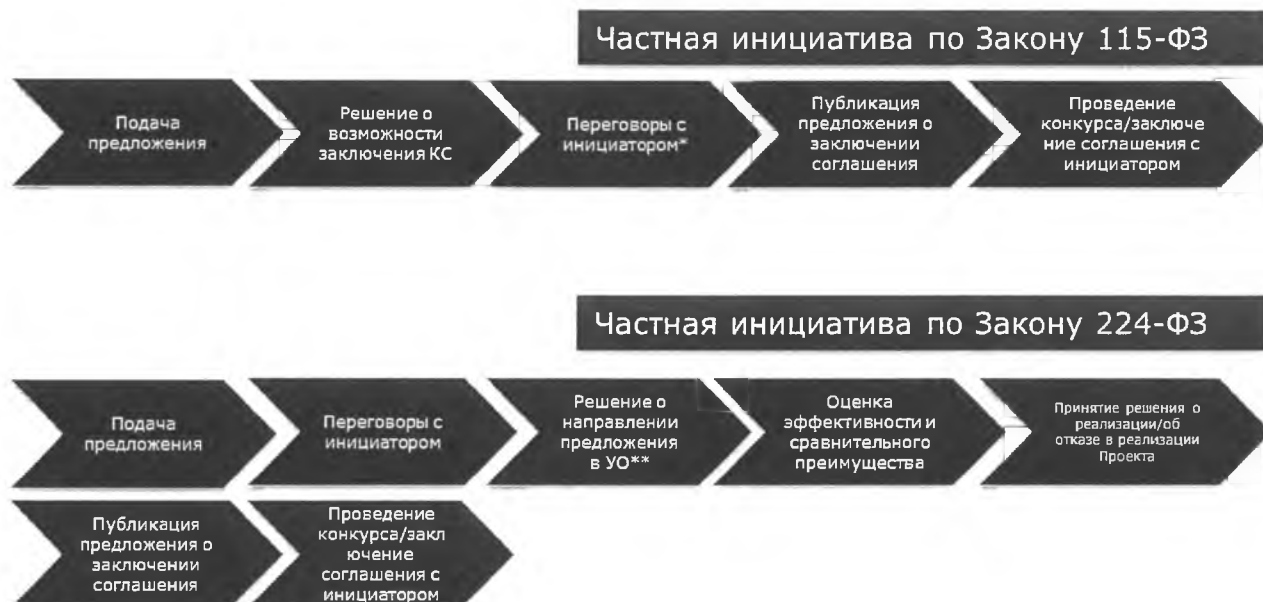 Частная инициатива по Закону 115-ФЗ
Подача
предложения
Решение о
возможности
заключения КС
Переговоры с
инициатором*
Публикация
предложения о
заключении
соглашения
Проведение
конкурса/заключе
ние соглашения с
инициатором
Частная инициатива по Закону 224-ФЗ
Подача
предложения
Переговоры с
инициатором
Решение о
направлении
предложения
в УО**
Оценка
эффективности и
сравнительного
преимущества
Принятие решения о
реализации/об
отказе в реализации
Проекта
Публикация
предложения о
заключении
соглашения
Проведение
конкурса/закл
ючение
соглашения с
инициатором